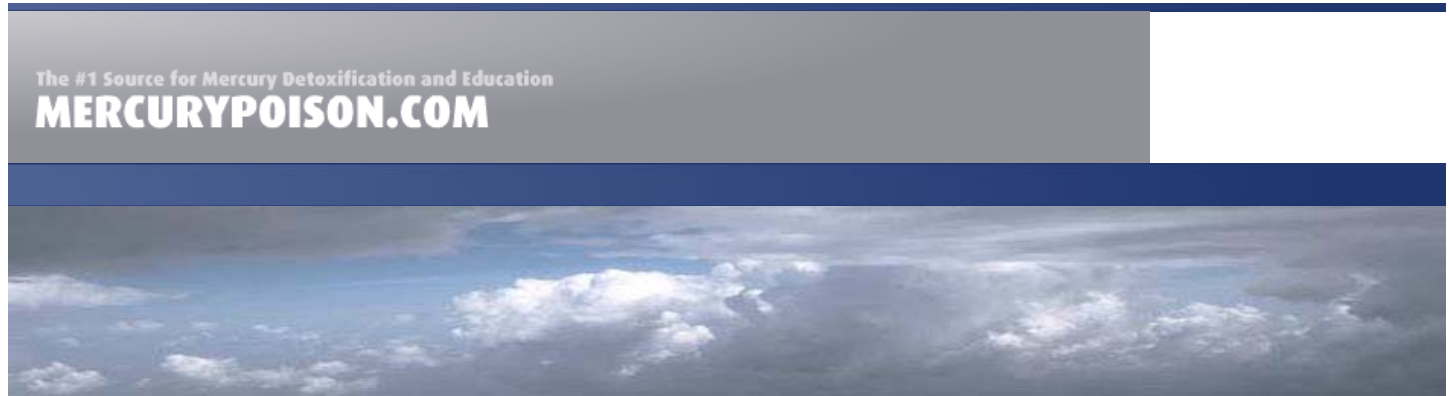 The #1 Source for Mercury Detoxification and Education
MERCURYPOISON.COM